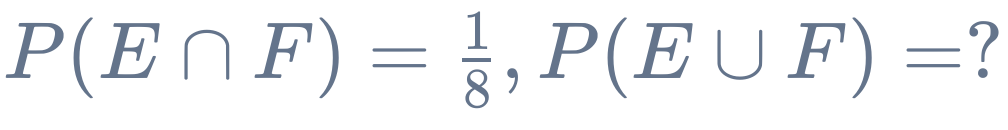 P(E ∩ F) = 1/8, P(E ∪ F) =?